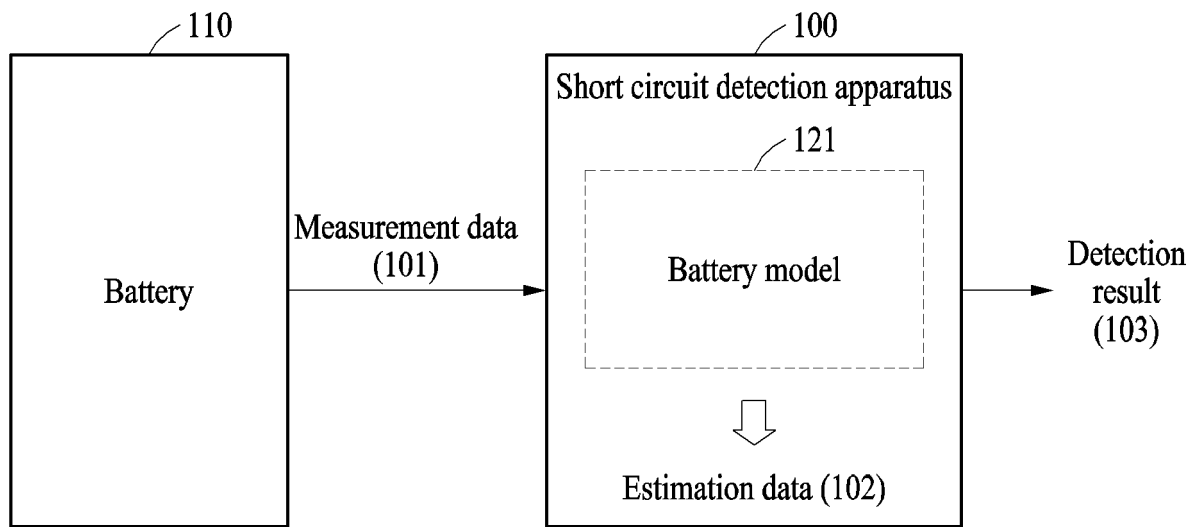 110
100
Short circuit detection apparatus
121
Measurement data
(101)
Battery
Battery model
Detection
result
(103)
Estimation data (102)